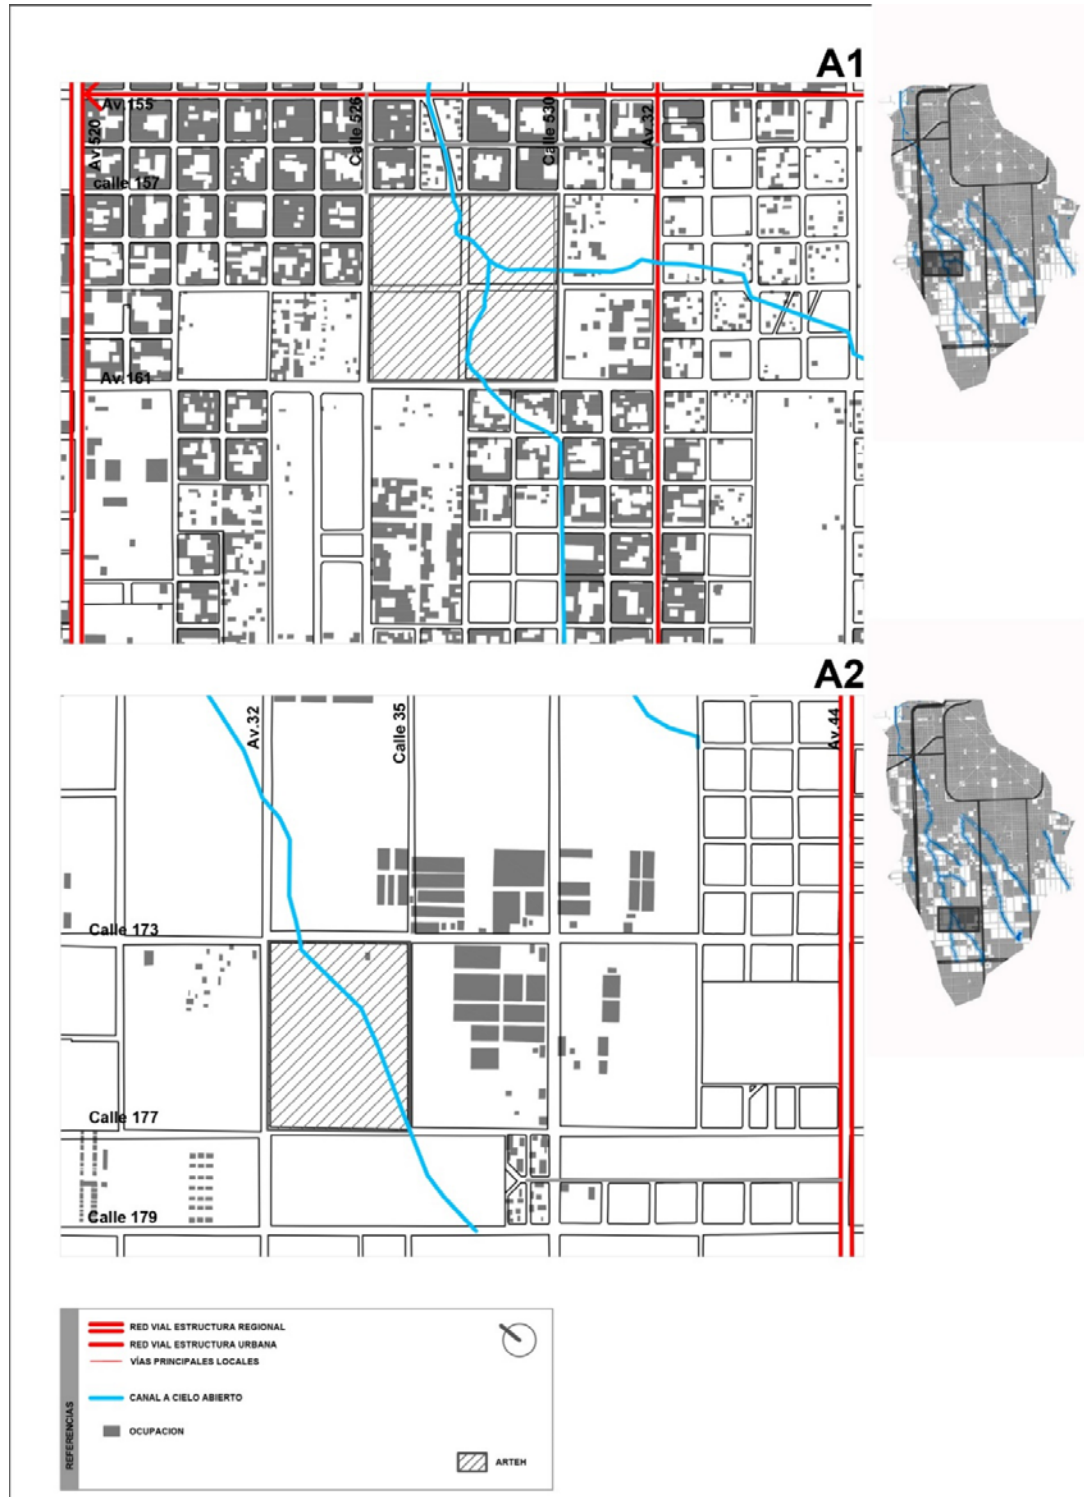 A1
Av.155
Av.520
Calle 526
Calle 530
Av.32
calle 157
Av.161
A2
Av.32
Calle 35
Av.44
Calle 173
Calle 177
Calle 179
REFERENCIAS
RED VIAL ESTRUCTURA REGIONAL
RED VIAL ESTRUCTURA URBANA
VÍAS PRINCIPALES LOCALES
CANAL A CIELO ABIERTO
OCUPACION
ARTEH